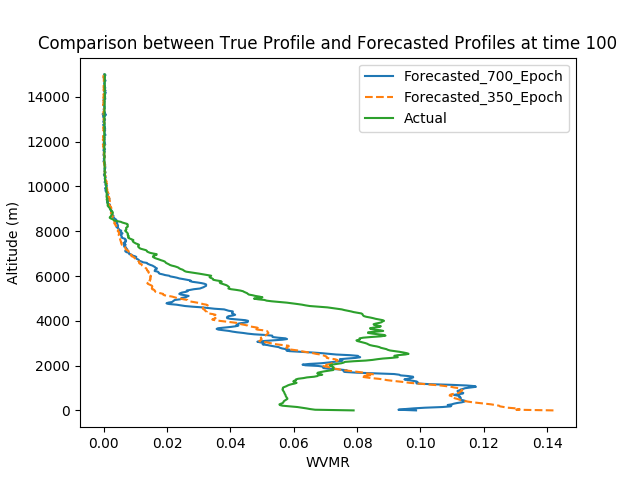 Comparison between True Profile and Forecasted Profiles at time 100
Forecasted_700_Epoch
Forecasted_350_Epoch
Actual
Altitude (m)
14000
12000
10000
8000
6000
4000
2000
0
0.00 0.02 0.04 0.06 0.08 0.10 0.12 0.14
WVMR